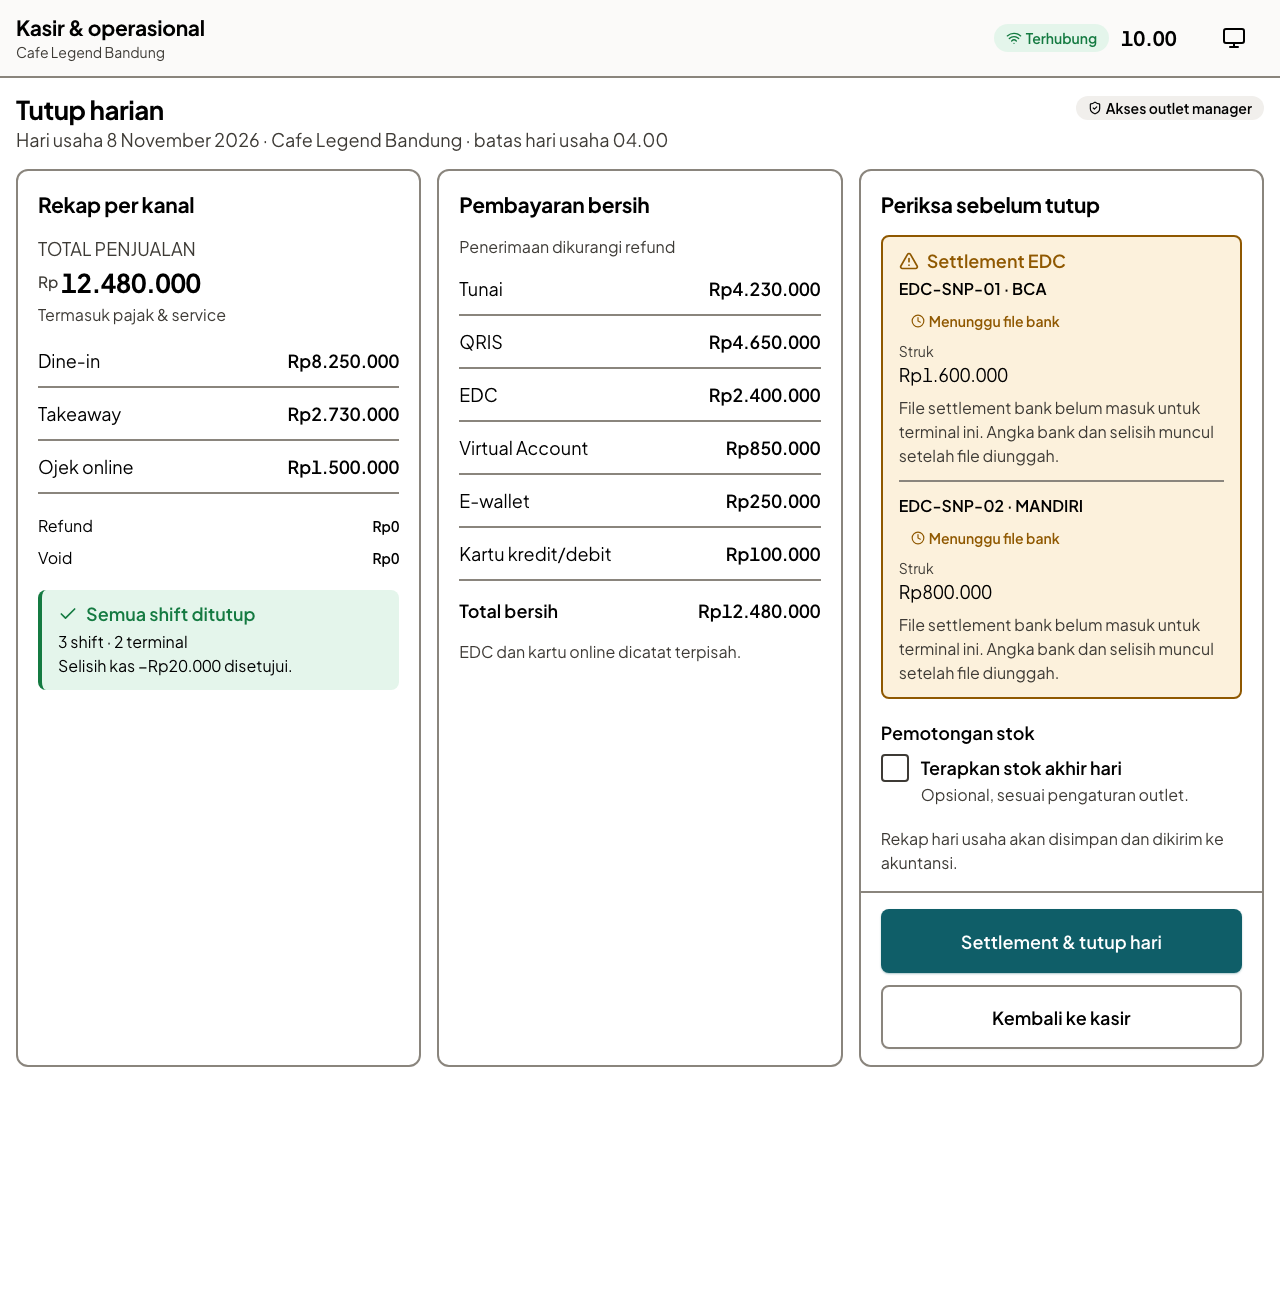 Kasir & operasional
Cafe Legend Bandung
Terhubung
10.00
Tutup harian
Hari usaha 8 November 2026 · Cafe Legend Bandung · batas hari usaha 04.00
Akses outlet manager
Rekap per kanal
TOTAL PENJUALAN
Rp 12.480.000
Termasuk pajak & service
Dine-in Rp8.250.000
Takeaway Rp2.730.000
Ojek online Rp1.500.000
Refund Rp0
Void Rp0
Semua shift ditutup
3 shift · 2 terminal
Selisih kas −Rp20.000 disetujui.
Pembayaran bersih
Penerimaan dikurangi refund
Tunai Rp4.230.000
QRIS Rp4.650.000
EDC Rp2.400.000
Virtual Account Rp850.000
E-wallet Rp250.000
Kartu kredit/debit Rp100.000
Total bersih Rp12.480.000
EDC dan kartu online dicatat terpisah.
Periksa sebelum tutup
Settlement EDC
EDC-SNP-01 · BCA
Menunggu file bank
Struk
Rp1.600.000
File settlement bank belum masuk untuk
terminal ini. Angka bank dan selisih muncul
setelah file diunggah.
EDC-SNP-02 · MANDIRI
Menunggu file bank
Struk
Rp800.000
File settlement bank belum masuk untuk
terminal ini. Angka bank dan selisih muncul
setelah file diunggah.
Pemotongan stok
Terapkan stok akhir hari
Opsional, sesuai pengaturan outlet.
Rekap hari usaha akan disimpan dan dikirim ke
akuntansi.
Settlement & tutup hari
Kembali ke kasir